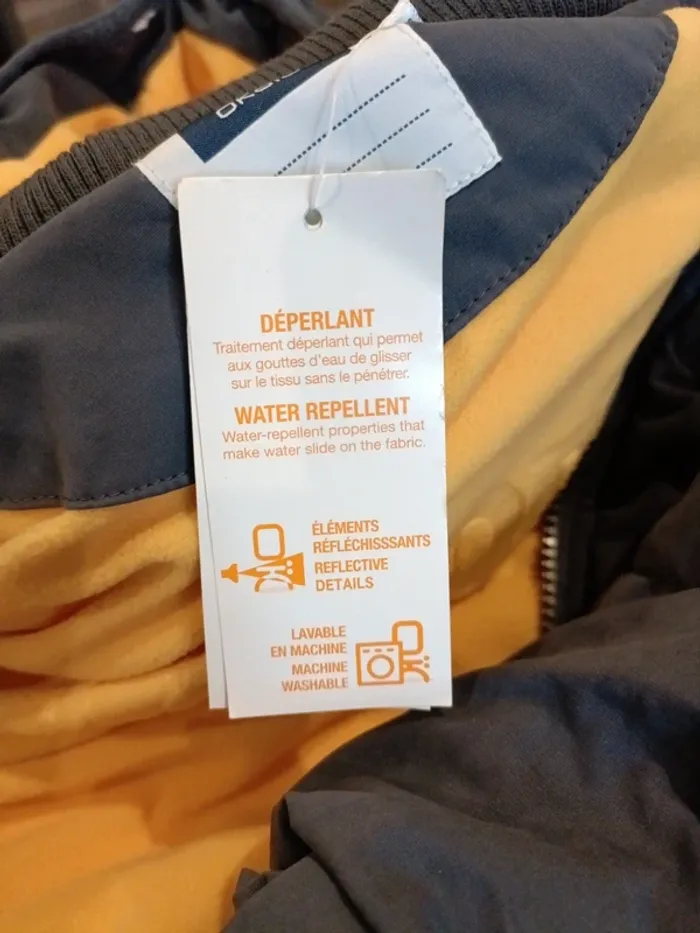 DÉPERLANT
Traitement déperlant qui permet
aux gouttes d'eau de glisser
sur le tissu sans le pénétrer.
WATER REPELLENT
Water-repellent properties that
make water slide on the fabric.
ÉLÉMENTS
RÉFLÉCHISSSANTS
REFLECTIVE
DETAILS
LAVABLE
EN MACHINE
MACHINE
WASHABLE